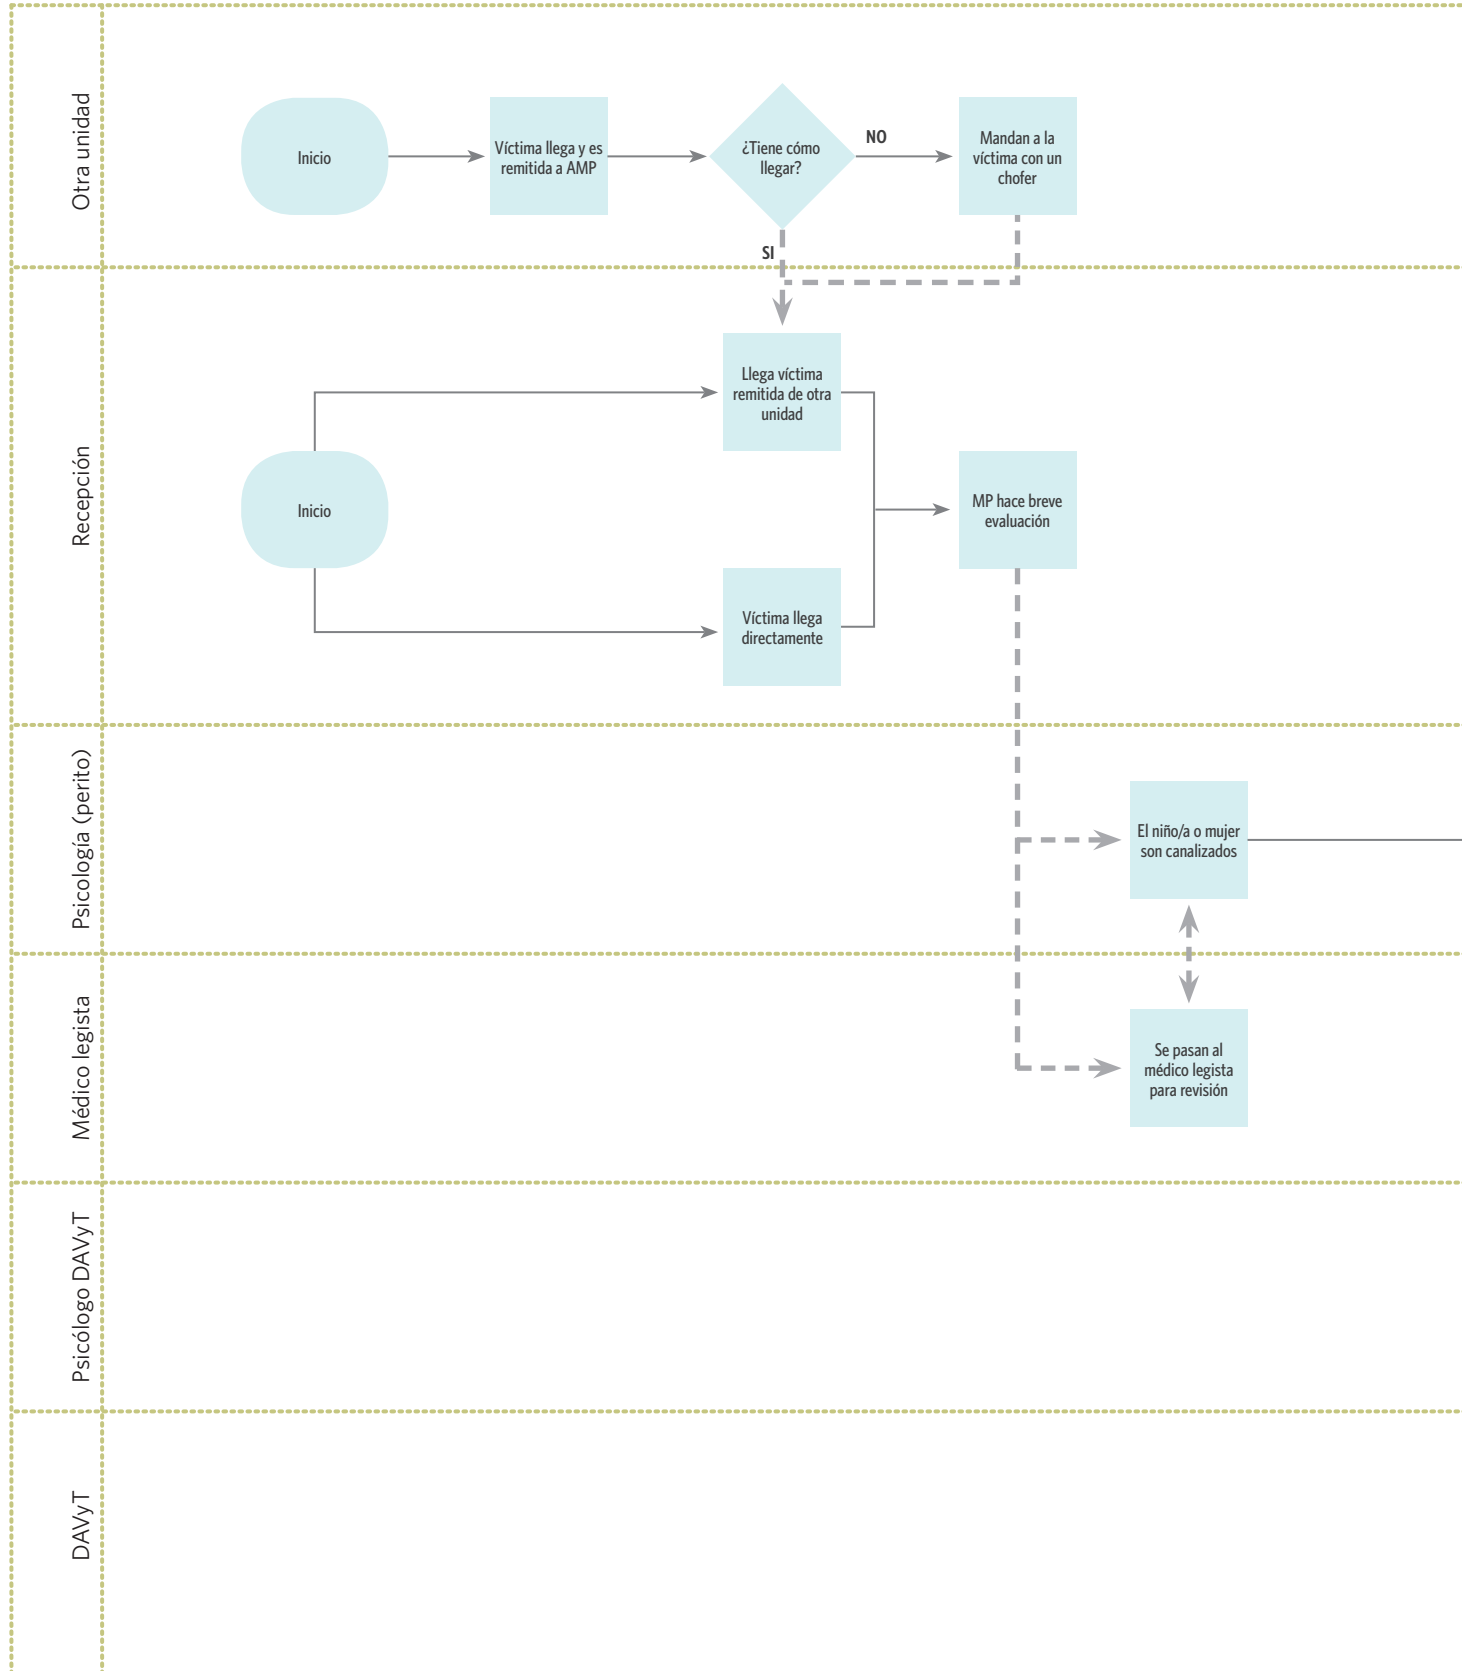 Otra unidad
Inicio
Víctima llega y es
remitida a AMP
¿Tiene cómo
llegar?
NO
Mandan a la
víctima con un
chofer
SI
Recepción
Llega víctima
remitida de otra
unidad
Inicio
MP hace breve
evaluación
Víctima llega
directamente
Psicología (perito)
El niño/a o mujer
son canalizados
Médico legista
Se pasan al
médico legista
para revisión
Psicólogo DAVyT
DAVyT